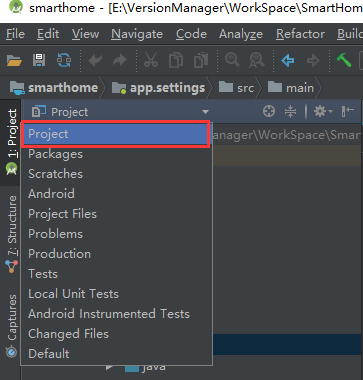 smarthome - [E:\VersionManager\WorkSpace\SmartHom
File Edit View Navigate Code Analyze Refactor Build
smarthome app.settings src main
1: Project
Project
Project
anager\WorkSpace\Smar
Packages
Scratches
Android
Project Files
Problems
Production
Tests
Local Unit Tests
Android Instrumented Tests
Changed Files
Default
java
7: Structure
Captures